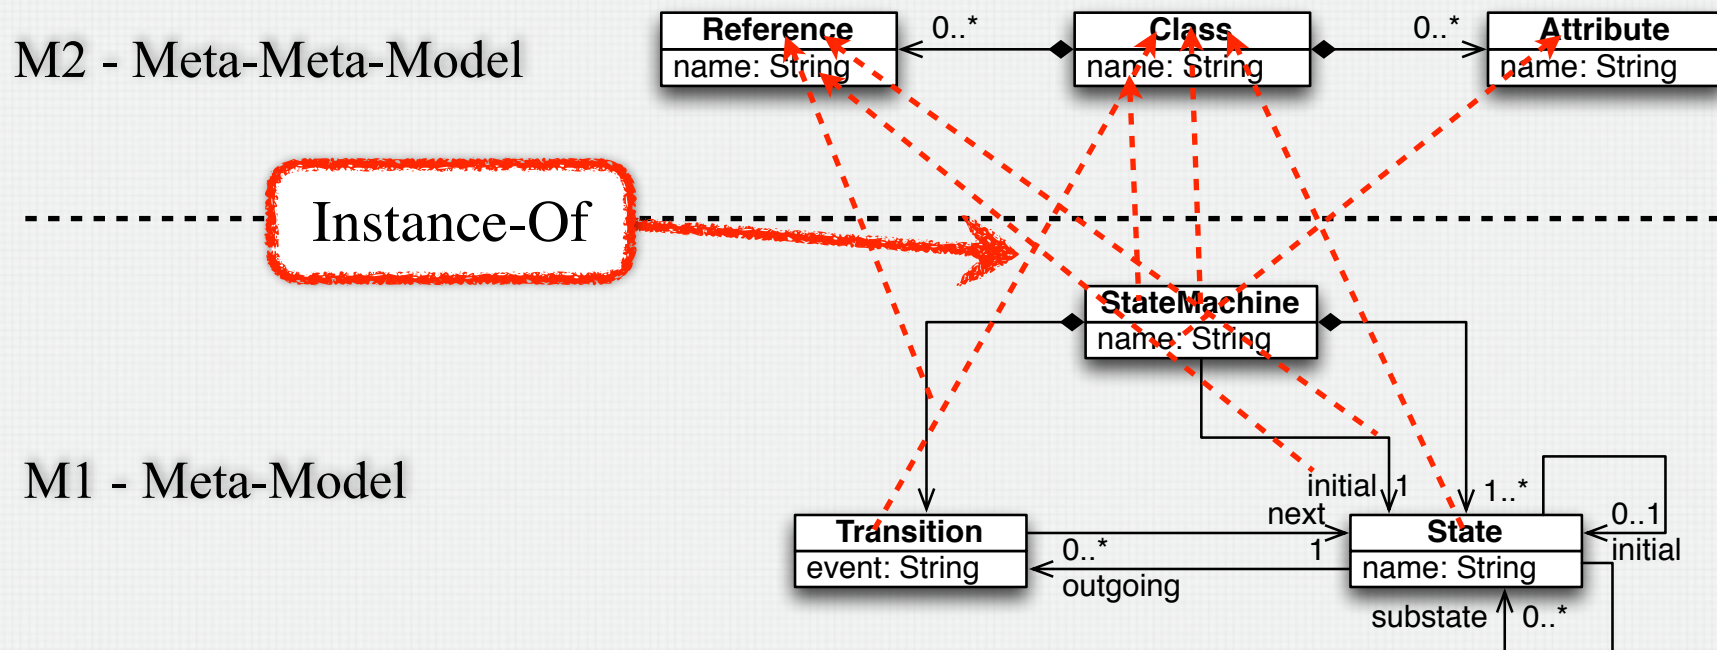 M2 - Meta-Meta-Model
Reference
name: String
0..*
Class
name: String
0..*
Attribute
name: String
Instance-Of
StateMachine
name: String
M1 - Meta-Model
initial 1
1..*
next
Transition
event: String
0..*
1
outgoing
State
name: String
0..1
initial
substate
0..*